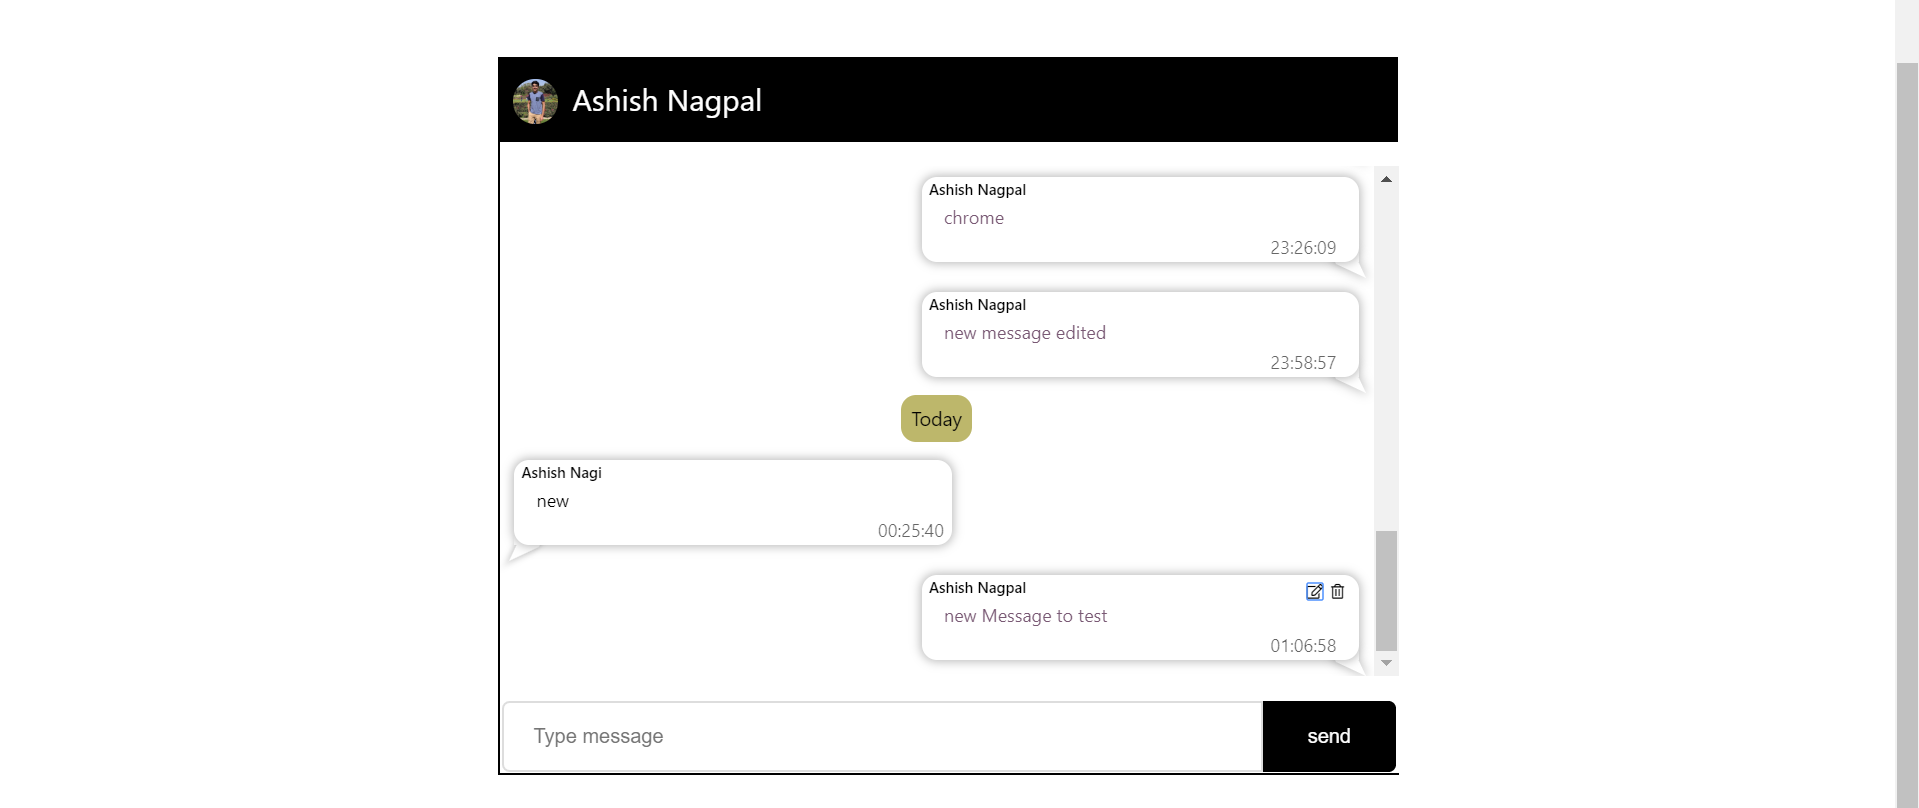 Ashish Nagpal
Ashish Nagpal
chrome
23:26:09
Ashish Nagpal
new message edited
23:58:57
Today
Ashish Nagi
new
00:25:40
Ashish Nagpal
new Message to test
01:06:58
Type message
send